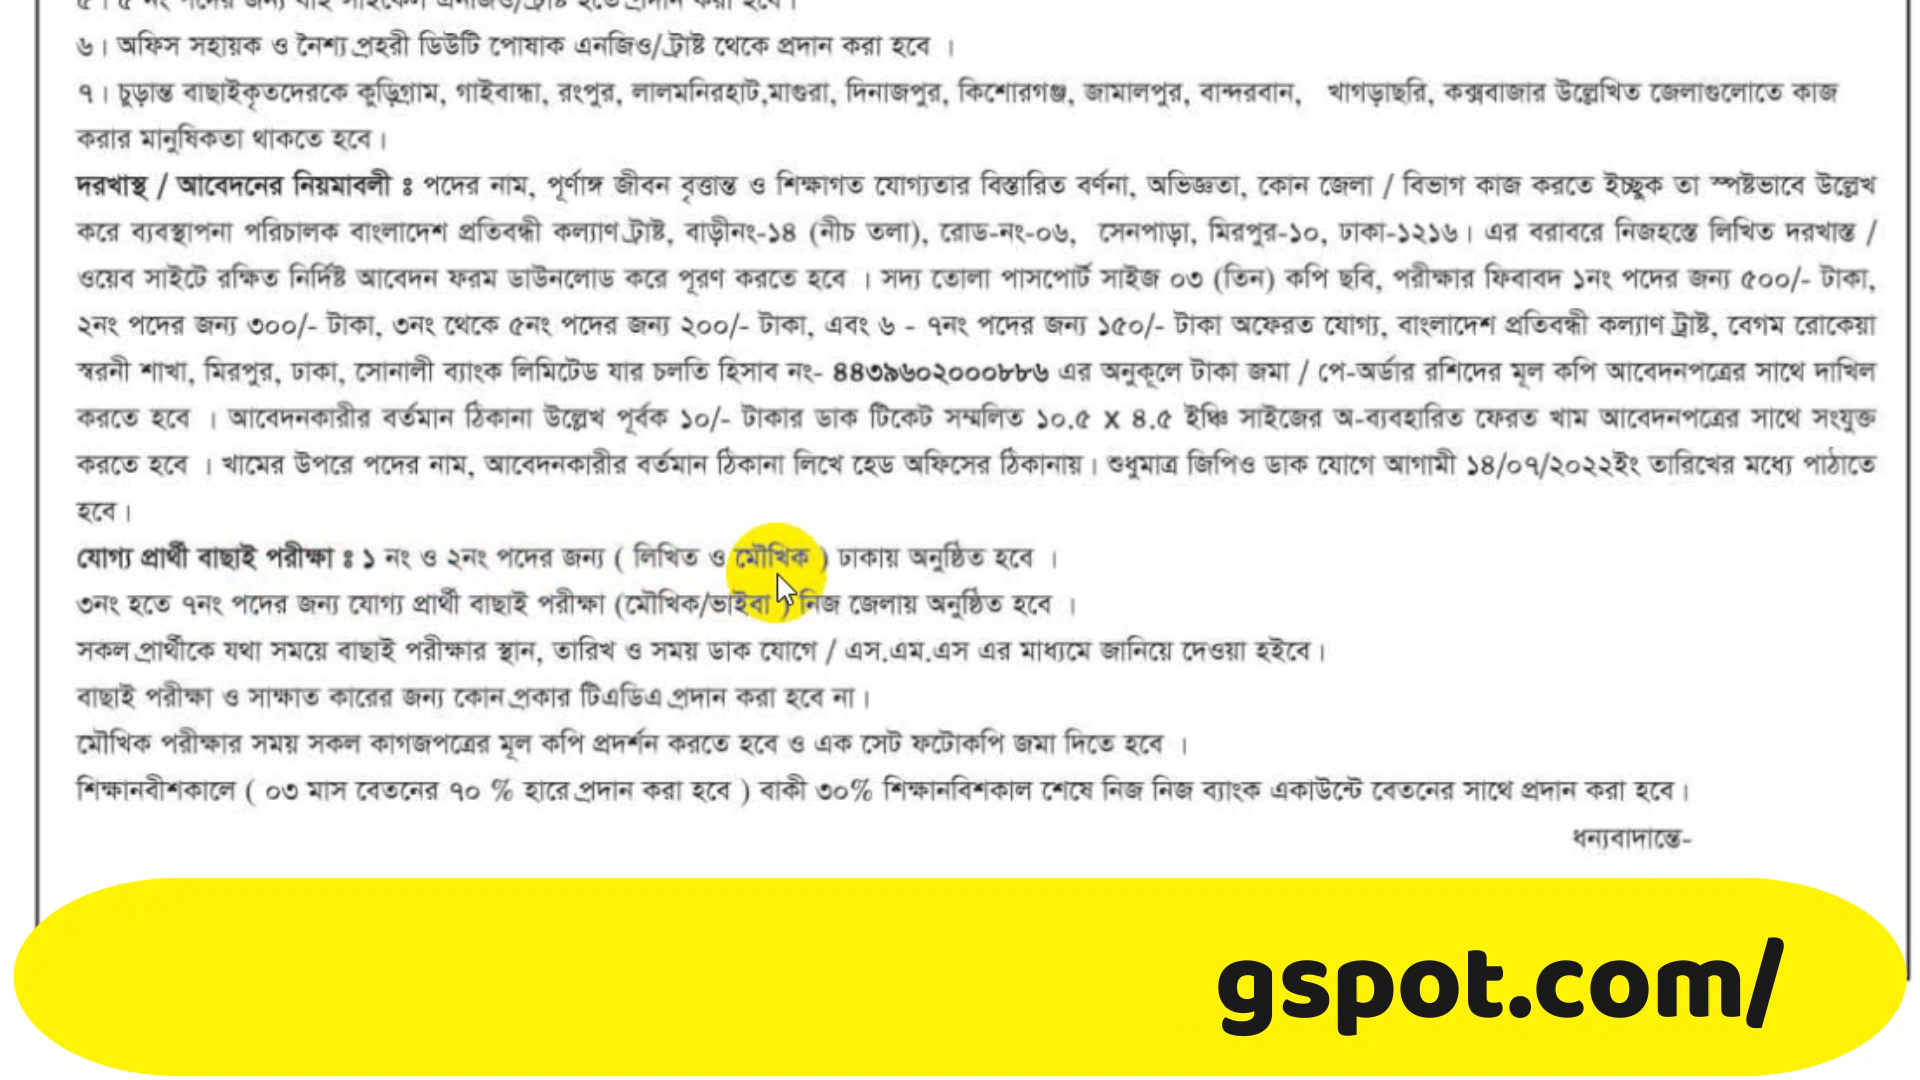 ৫। ৫ নং পদের জন্য বাই সাইকেল এনজিও/ট্রাষ্ট হতে প্রদান করা হবে।
৬। অফিস সহায়ক ও নৈশ্য প্রহরী ডিউটি পোষাক এনজিও/ট্রাষ্ট থেকে প্রদান করা হবে ।
৭। চুড়ান্ত বাছাইকৃতদেরকে কুড়িগ্রাম, গাইবান্ধা, রংপুর, লালমনিরহাট,মাগুরা, দিনাজপুর, কিশোরগঞ্জ, জামালপুর, বান্দরবান, খাগড়াছরি, কক্সবাজার উল্লেখিত জেলাগুলোতে কাজ
করার মানুষিকতা থাকতে হবে।
দরখাস্থ / আবেদনের নিয়মাবলী ঃ পদের নাম, পূর্ণাঙ্গ জীবন বৃত্তান্ত ও শিক্ষাগত যোগ্যতার বিস্তারিত বর্ণনা, অভিজ্ঞতা, কোন জেলা / বিভাগ কাজ করতে ইচ্ছুক তা স্পষ্টভাবে উল্লেখ
করে ব্যবস্থাপনা পরিচালক বাংলাদেশ প্রতিবন্ধী কল্যাণ ট্রাষ্ট, বাড়ীনং-১৪ (নীচ তলা), রোড-নং-০৬, সেনপাড়া, মিরপুর-১০, ঢাকা-১২১৬। এর বরাবরে নিজহস্তে লিখিত দরখাস্ত /
ওয়েব সাইটে রক্ষিত নির্দিষ্ট আবেদন ফরম ডাউনলোড করে পূরণ করতে হবে । সদ্য তোলা পাসপোর্ট সাইজ ০৩ (তিন) কপি ছবি, পরীক্ষার ফিবাবদ ১নং পদের জন্য ৫০০/- টাকা,
২নং পদের জন্য ৩০০/- টাকা, ৩নং থেকে ৫নং পদের জন্য ২০০/- টাকা, এবং ৬ - ৭নং পদের জন্য ১৫০/- টাকা অফেরত যোগ্য, বাংলাদেশ প্রতিবন্ধী কল্যাণ ট্রাষ্ট, বেগম রোকেয়া
স্বরনী শাখা, মিরপুর, ঢাকা, সোনালী ব্যাংক লিমিটেড যার চলতি হিসাব নং- ৪৪৩৯৬০২০০০৮৮৬ এর অনুকূলে টাকা জমা / পে-অর্ডার রশিদের মূল কপি আবেদনপত্রের সাথে দাখিল
করতে হবে । আবেদনকারীর বর্তমান ঠিকানা উল্লেখ পূর্বক ১০/- টাকার ডাক টিকেট সম্মলিত ১০.৫ X ৪.৫ ইঞ্চি সাইজের অ-ব্যবহারিত ফেরত খাম আবেদনপত্রের সাথে সংযুক্ত
করতে হবে । খামের উপরে পদের নাম, আবেদনকারীর বর্তমান ঠিকানা লিখে হেড অফিসের ঠিকানায়। শুধুমাত্র জিপিও ডাক যোগে আগামী ১৪/০৭/২০২২ইং তারিখের মধ্যে পাঠাতে
হবে।
যোগ্য প্রার্থী বাছাই পরীক্ষা ঃ ১ নং ও ২নং পদের জন্য ( লিখিত ও মৌখিক ) ঢাকায় অনুষ্ঠিত হবে ।
৩নং হতে ৭নং পদের জন্য যোগ্য প্রার্থী বাছাই পরীক্ষা (মৌখিক/ভাইবা ) নিজ জেলায় অনুষ্ঠিত হবে ।
সকল প্রার্থীকে যথা সময়ে বাছাই পরীক্ষার স্থান, তারিখ ও সময় ডাক যোগে / এস.এম.এস এর মাধ্যমে জানিয়ে দেওয়া হইবে।
বাছাই পরীক্ষা ও সাক্ষাত কারের জন্য কোন প্রকার টিএডিএ প্রদান করা হবে না।
মৌখিক পরীক্ষার সময় সকল কাগজপত্রের মূল কপি প্রদর্শন করতে হবে ও এক সেট ফটোকপি জমা দিতে হবে ।
শিক্ষানবীশকালে ( ০৩ মাস বেতনের ৭০ % হারে প্রদান করা হবে ) বাকী ৩০% শিক্ষানবিশকাল শেষে নিজ নিজ ব্যাংক একাউন্টে বেতনের সাথে প্রদান করা হবে।
ধন্যবাদান্তে-
gspot.com/